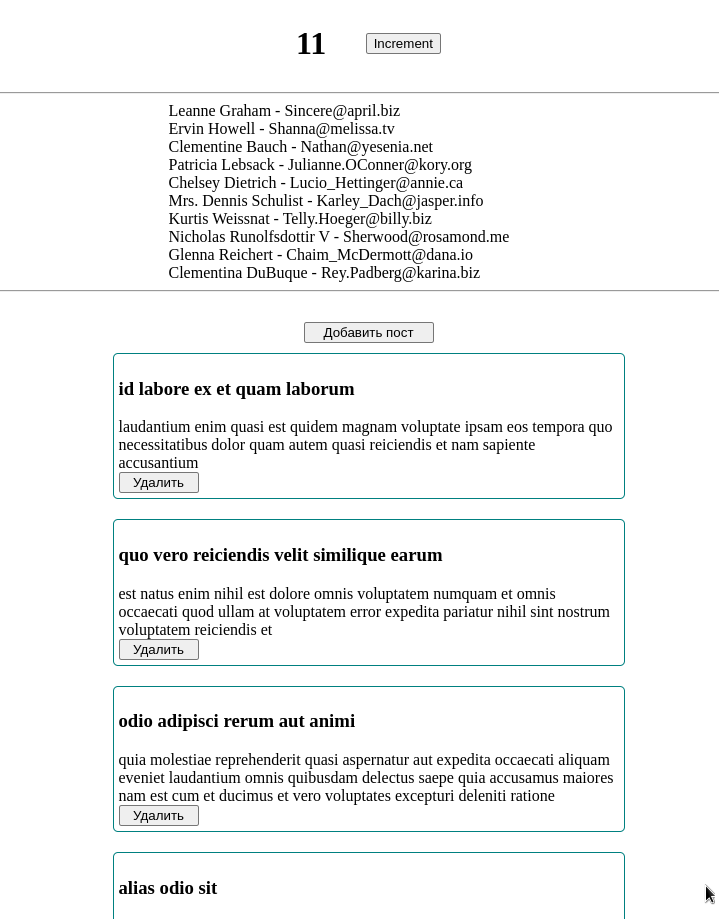 11 Increment
Leanne Graham - Sincere@april.biz
Ervin Howell - Shanna@melissa.tv
Clementine Bauch - Nathan@yesenia.net
Patricia Lebsack - Julianne.OConner@kory.org
Chelsey Dietrich - Lucio_Hettinger@annie.ca
Mrs. Dennis Schulist - Karley_Dach@jasper.info
Kurtis Weissnat - Telly.Hoeger@billy.biz
Nicholas Runolfsdottir V - Sherwood@rosamond.me
Glenna Reichert - Chaim_McDermott@dana.io
Clementina DuBuque - Rey.Padberg@karina.biz
Добавить пост
id labore ex et quam laborum
laudantium enim quasi est quidem magnam voluptate ipsam eos tempora quo
necessitatibus dolor quam autem quasi reiciendis et nam sapiente
accusantium
Удалить
quo vero reiciendis velit similique earum
est natus enim nihil est dolore omnis voluptatem numquam et omnis
occaecati quod ullam at voluptatem error expedita pariatur nihil sint nostrum
voluptatem reiciendis et
Удалить
odio adipisci rerum aut animi
quia molestiae reprehenderit quasi aspernatur aut expedita occaecati aliquam
eveniet laudantium omnis quibusdam delectus saepe quia accusamus maiores
nam est cum et ducimus et vero voluptates excepturi deleniti ratione
Удалить
alias odio sit